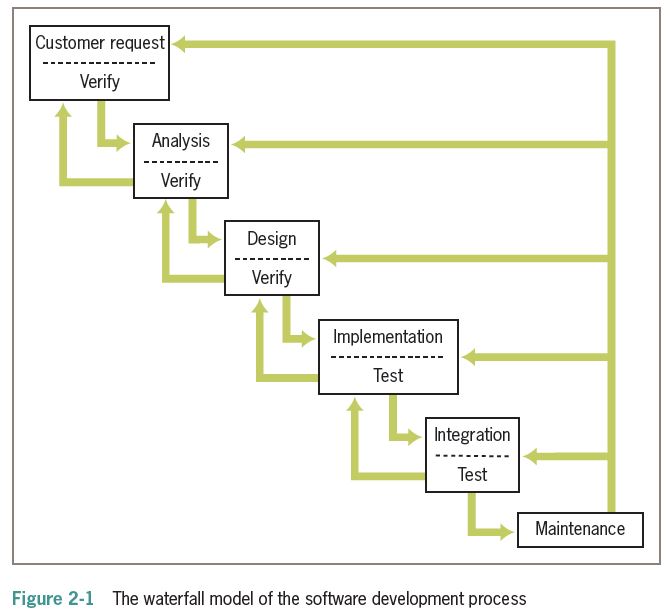 Customer request
Verify
Analysis
Verify
Design
Verify
Implementation
Test
Integration
Test
Maintenance
Figure 2-1 The waterfall model of the software development process